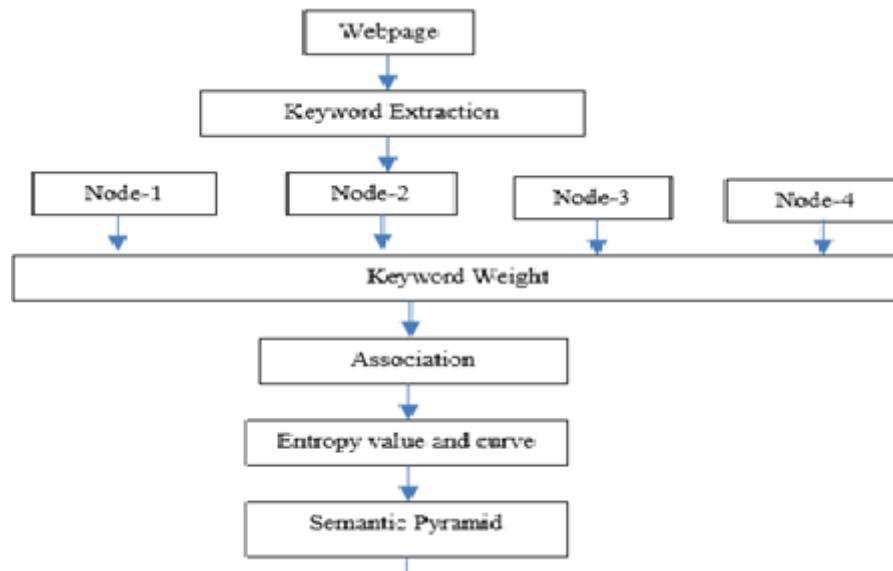 Webpage
Keyword Extraction
Node-1
Node-2
Node-3
Node-4
Keyword Weight
Association
Entropy value and curve
Semantic Pyramid